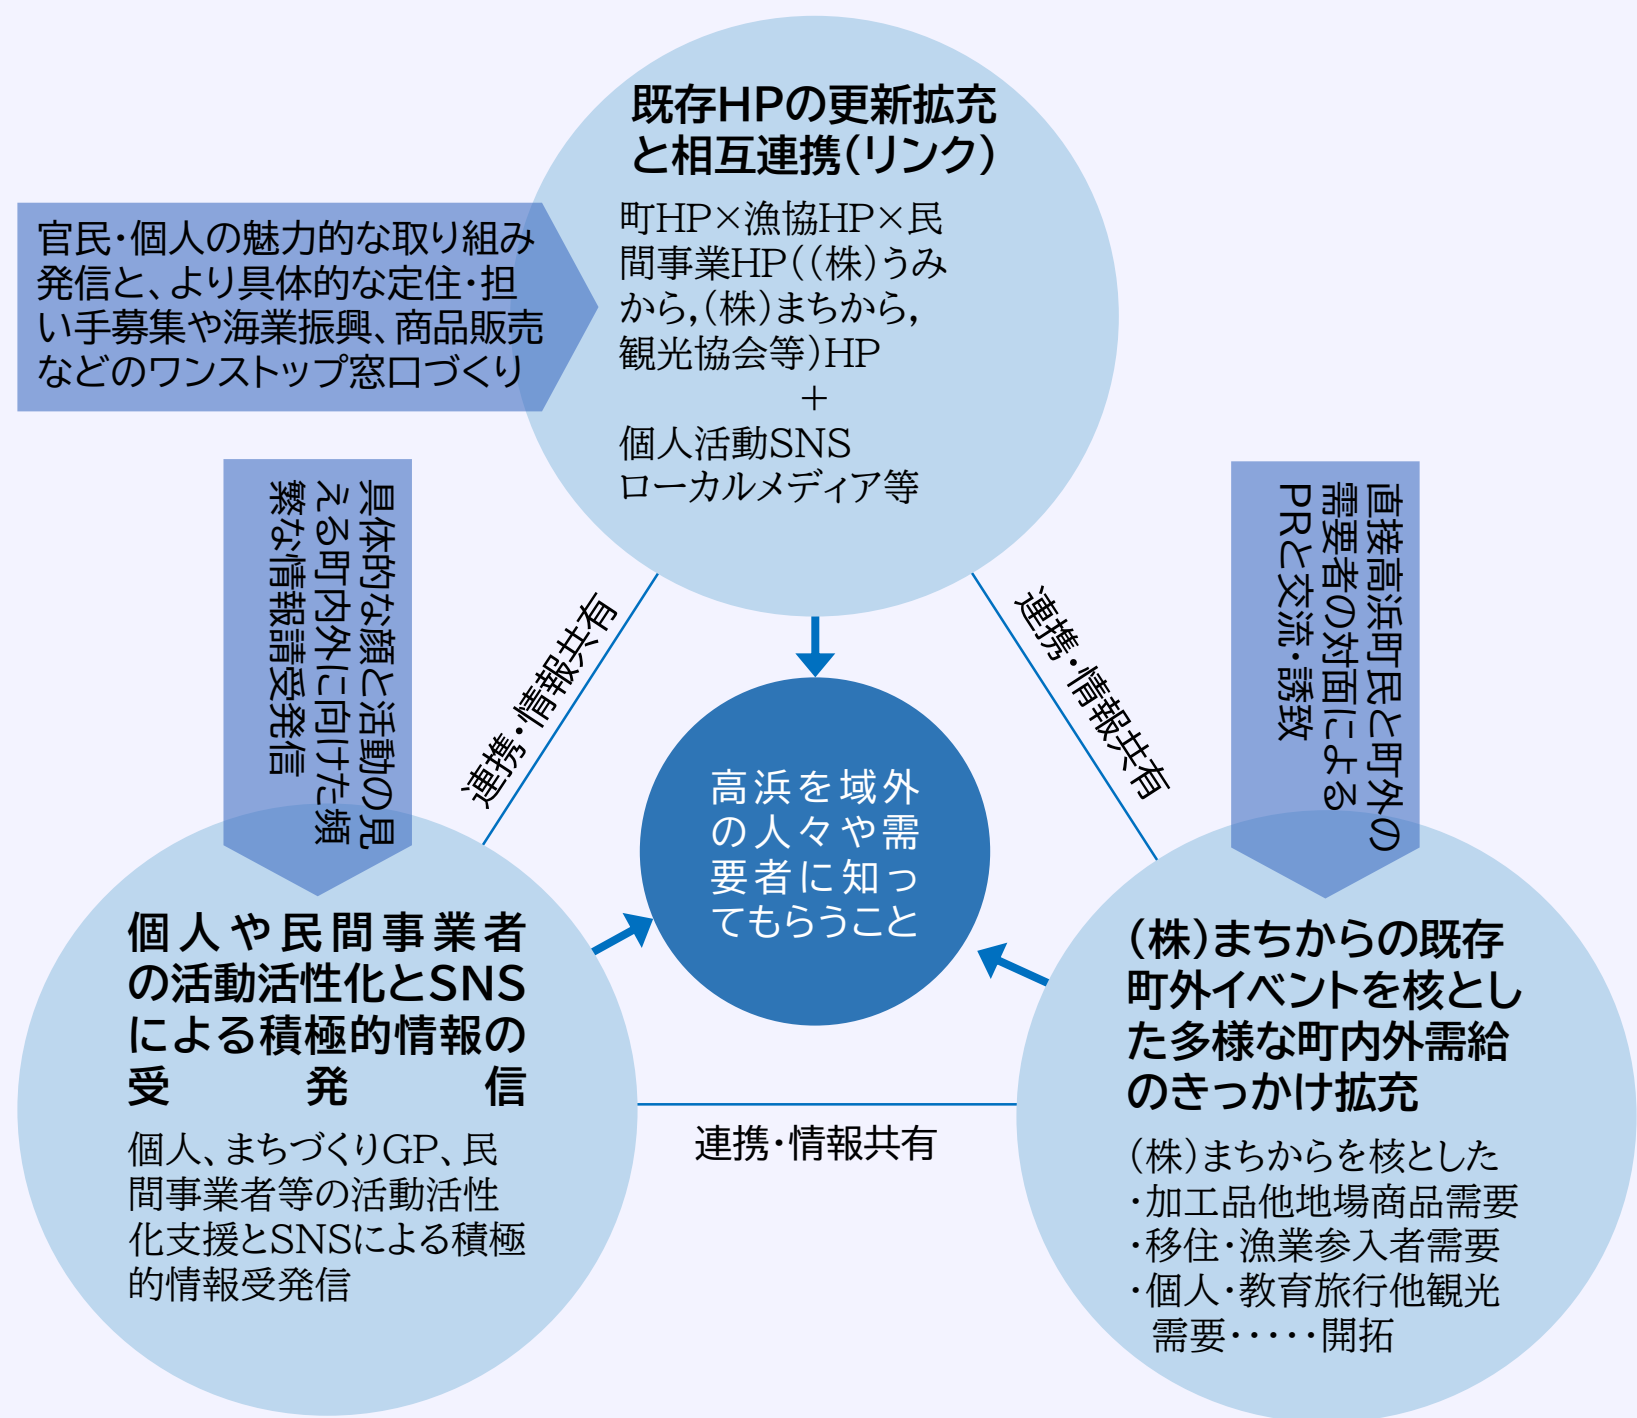 既存HPの更新拡充
と相互連携（リンク）
町HP×漁協HP×民
間事業HP（（株）うみ
から，（株）まちから，
観光協会等）HP
＋
個人活動SNS
ローカルメディア等
官民・個人の魅力的な取り組み
発信と、より具体的な定住・担
い手募集や海業振興、商品販売
などのワンストップ窓口づくり
具体的な顔と活動の見
える町内外に向けた頻
繁な情報請受発信
直接高浜町民と町外の
需要者の対面による
PRと交流・誘致
連携・情報共有
連携・情報共有
高浜を域外
の人々や需
要者に知っ
てもらうこと
個人や民間事業者
の活動活性化とSNS
による積極的情報の
受発信
個人、まちづくりGP、民
間事業者等の活動活性
化支援とSNSによる積極
的情報受発信
連携・情報共有
（株）まちからの既存
町外イベントを核とし
た多様な町内外需給
のきっかけ拡充
（株）まちからを核とした
・加工品他地場商品需要
・移住・漁業参入者需要
・個人・教育旅行他観光
需要・・・・・開拓